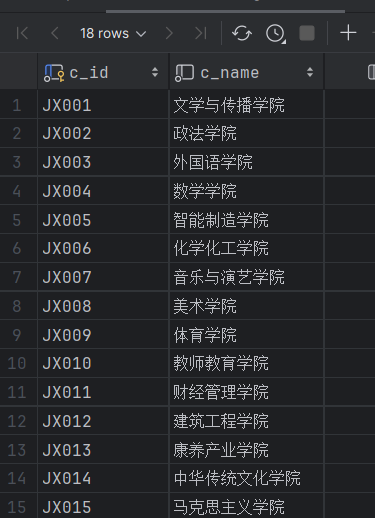 18 rows
c_id c_name
1 JX001 文学与传播学院
2 JX002 政法学院
3 JX003 外国语学院
4 JX004 数学学院
5 JX005 智能制造学院
6 JX006 化学化工学院
7 JX007 音乐与演艺学院
8 JX008 美术学院
9 JX009 体育学院
10 JX010 教师教育学院
11 JX011 财经管理学院
12 JX012 建筑工程学院
13 JX013 康养产业学院
14 JX014 中华传统文化学院
15 JX015 马克思主义学院